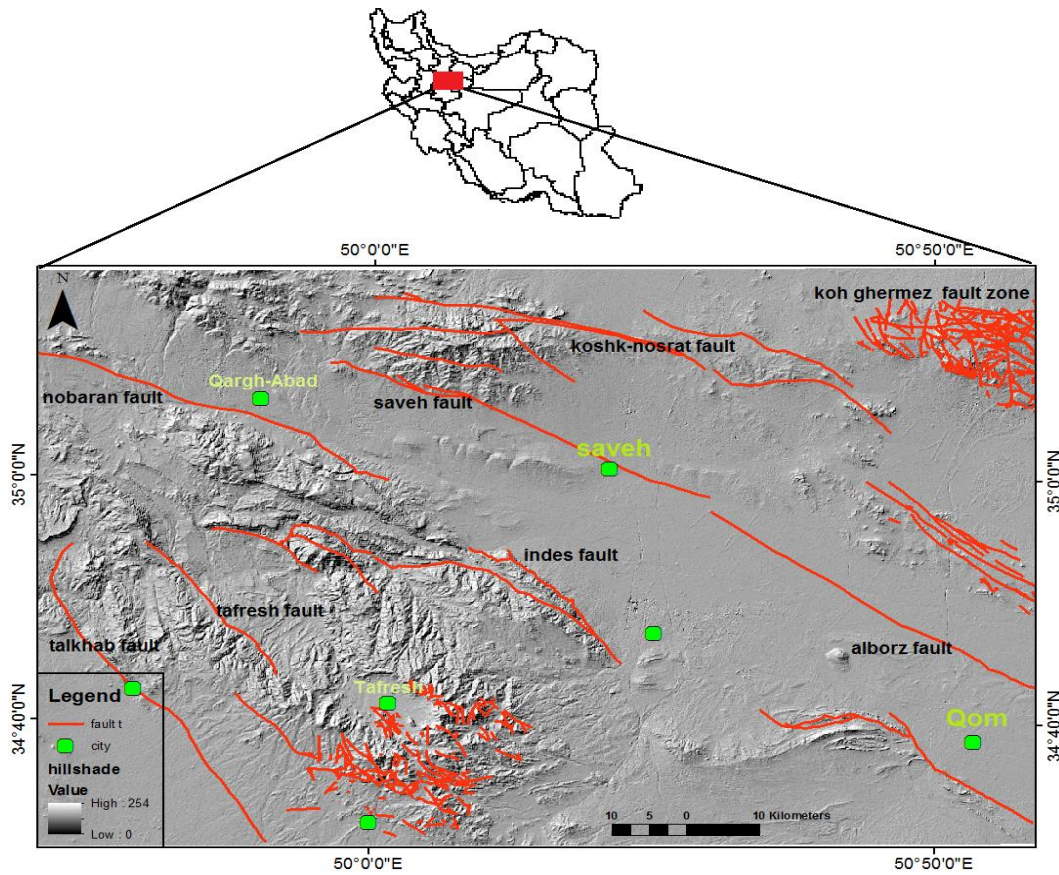 50°0'0"E
50°50'0"E
N
koh ghermez fault zone
koshk-nosrat fault
Qargh-Abad
nobaran fault
saveh fault
saveh
35°0'0"N
35°0'0"N
indes fault
tafresh fault
talkhab fault
alborz fault
Tafresh
Qom
34°40'0"N
34°40'0"N
Legend
fault t
city
hillshade
Value
High : 254
Low : 0
10 5 0 10 Kilometers
50°0'0"E
50°50'0"E